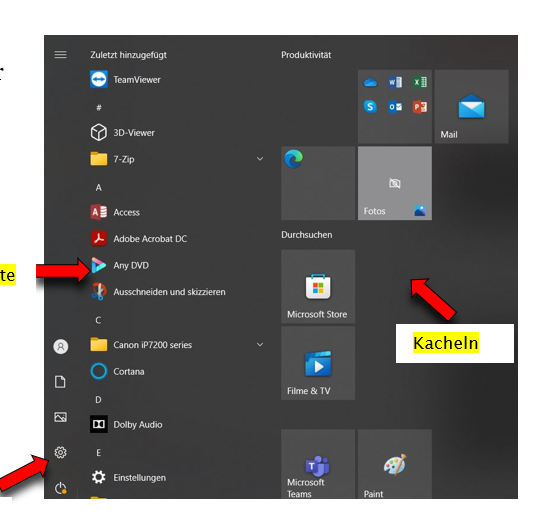 r
Zuletzt hinzugefügt
TeamViewer
#
3D-Viewer
7-Zip
A
Access
Adobe Acrobat DC
te
Any DVD
Ausschneiden und skizzieren
C
Canon iP7200 series
Cortana
D
Dolby Audio
E
Einstellungen
Produktivität
Mail
Fotos
Durchsuchen
Microsoft Store
Kacheln
Filme & TV
Microsoft
Teams
Paint